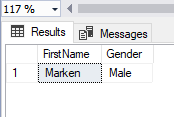 117 %
Results Messages
FirstName Gender
1 Marken Male